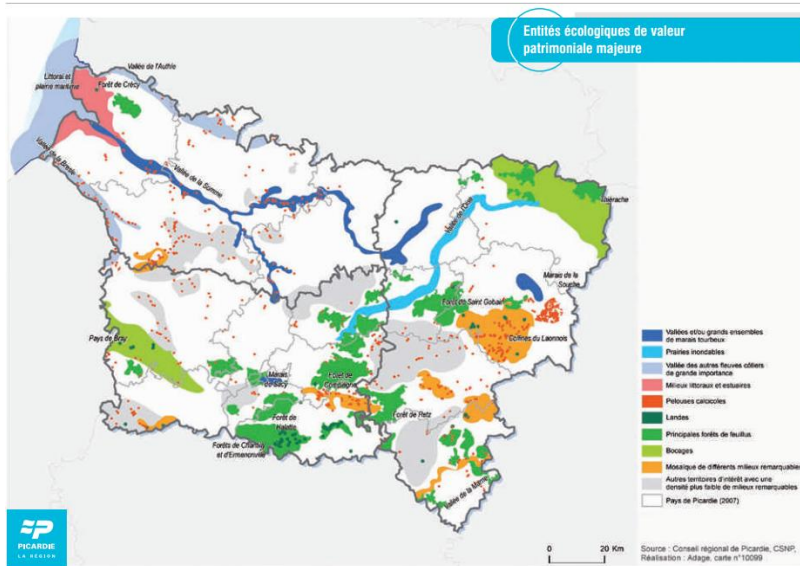 Entités écologiques de valeur
patrimoniale majeure
Vallée de l'Authie
Littoral et
plaine maritime
Forêt de Crécy
Vallée de la Bresle
Vallée de la Somme
Vallée de l'Oise
Thiérache
Marais de la
Souche
Forêt de Saint Gobain
Collines du Laonnois
Pays de Bray
Marais
de Sacy
Forêt de
Compiègne
Forêt de
Halatte
Forêt de Retz
Forêts de Chantilly
et d'Ermenonville
Vallée de la Marne
Vallées et/ou grands ensembles
de marais tourbeux
Prairies inondables
Vallée des autres fleuves côtiers
de grande importance
Milieux littoraux et estuaires
Pelouses calcicoles
Landes
Principales forêts de feuillus
Bocages
Mosaïque de différents milieux remarquables
Autres territoires d'intérêt avec une
densité plus faible de milieux remarquables
Pays de Picardie (2007)
PICARDIE
LA RÉGION
0 20 Km
Source : Conseil régional de Picardie, CSNP,
Réalisation : Adage, carte n°10099